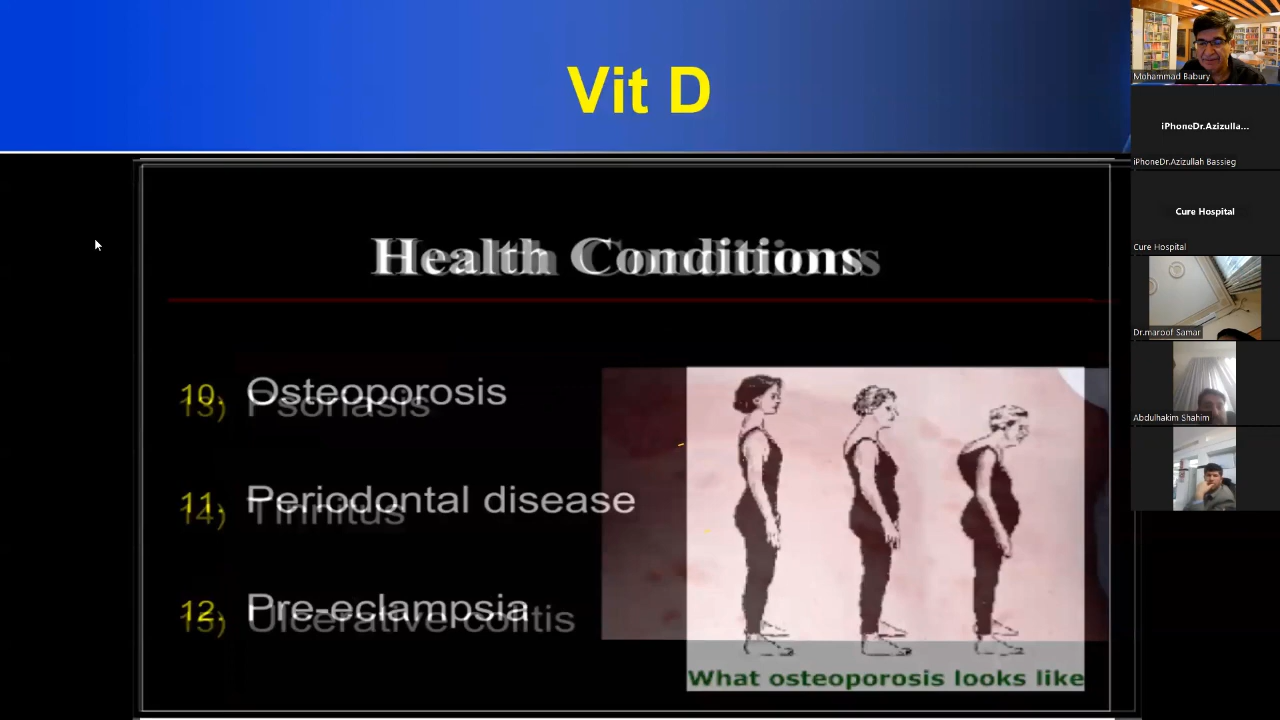 Vit D
Health Conditions
10. Osteoporosis
13) Psoriasis
11. Periodontal disease
14) Tinnitus
12. Pre-eclampsia
15) Ulcerative colitis
What osteoporosis looks like
Mohammad Babury
iPhoneDr.Azizulla...
iPhoneDr.Azizullah Bassieg
Cure Hospital
Cure Hospital
Dr.maroof Samar
Abdulhakim Shahim